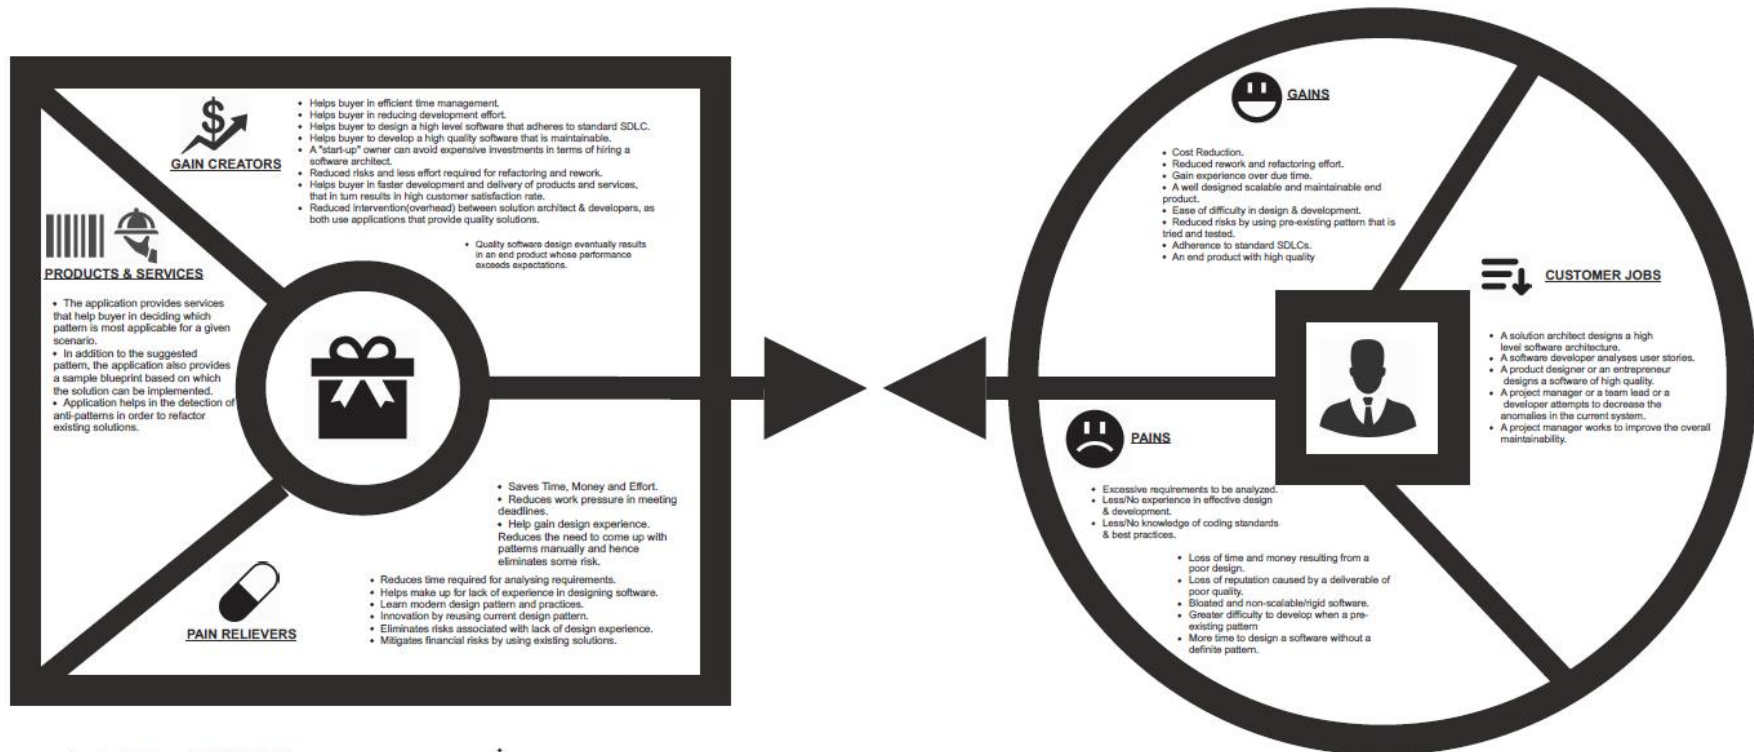 GAIN CREATORS
• Helps buyer in efficient time management.
• Helps buyer in reducing development effort.
• Helps buyer to design a high level software that adheres to standard SDLC.
• Helps buyer to develop a high quality software that is maintainable.
• A "start-up" owner can avoid expensive investments in terms of hiring a
software architect.
• Reduced risks and less effort required for refactoring and rework.
• Helps buyer in faster development and delivery of products and services,
that in turn results in high customer satisfaction rate.
• Reduced intervention(overhead) between solution architect & developers, as
both use applications that provide quality solutions.
• Quality software design eventually results
in an end product whose performance
exceeds expectations.
PRODUCTS & SERVICES
• The application provides services
that help buyer in deciding which
pattern is most applicable for a given
scenario.
• In addition to the suggested
pattern, the application also provides
a sample blueprint based on which
the solution can be implemented.
• Application helps in the detection of
anti-patterns in order to refactor
existing solutions.
• Saves Time, Money and Effort.
• Reduces work pressure in meeting
deadlines.
• Help gain design experience.
Reduces the need to come up with
patterns manually and hence
eliminates some risk.
• Reduces time required for analysing requirements.
• Helps make up for lack of experience in designing software.
• Learn modern design pattern and practices.
• Innovation by reusing current design pattern.
• Eliminates risks associated with lack of design experience.
• Mitigates financial risks by using existing solutions.
PAIN RELIEVERS
GAINS
• Cost Reduction.
• Reduced rework and refactoring effort.
• Gain experience over due time.
• A well designed scalable and maintainable end
product.
• Ease of difficulty in design & development.
• Reduced risks by using pre-existing pattern that is
tried and tested.
• Adherence to standard SDLCs.
• An end product with high quality
CUSTOMER JOBS
• A solution architect designs a high
level software architecture.
• A software developer analyses user stories.
• A product designer or an entrepreneur
designs a software of high quality.
• A project manager or a team lead or a
developer attempts to decrease the
anomalies in the current system.
• A project manager works to improve the overall
maintainability.
PAINS
• Excessive requirements to be analyzed.
• Less/No experience in effective design
& development.
• Less/No knowledge of coding standards
& best practices.
• Loss of time and money resulting from a
poor design.
• Loss of reputation caused by a deliverable of
poor quality.
• Bloated and non-scalable/rigid software.
• Greater difficulty to develop when a pre-
existing pattern
• More time to design a software without a
definite pattern.